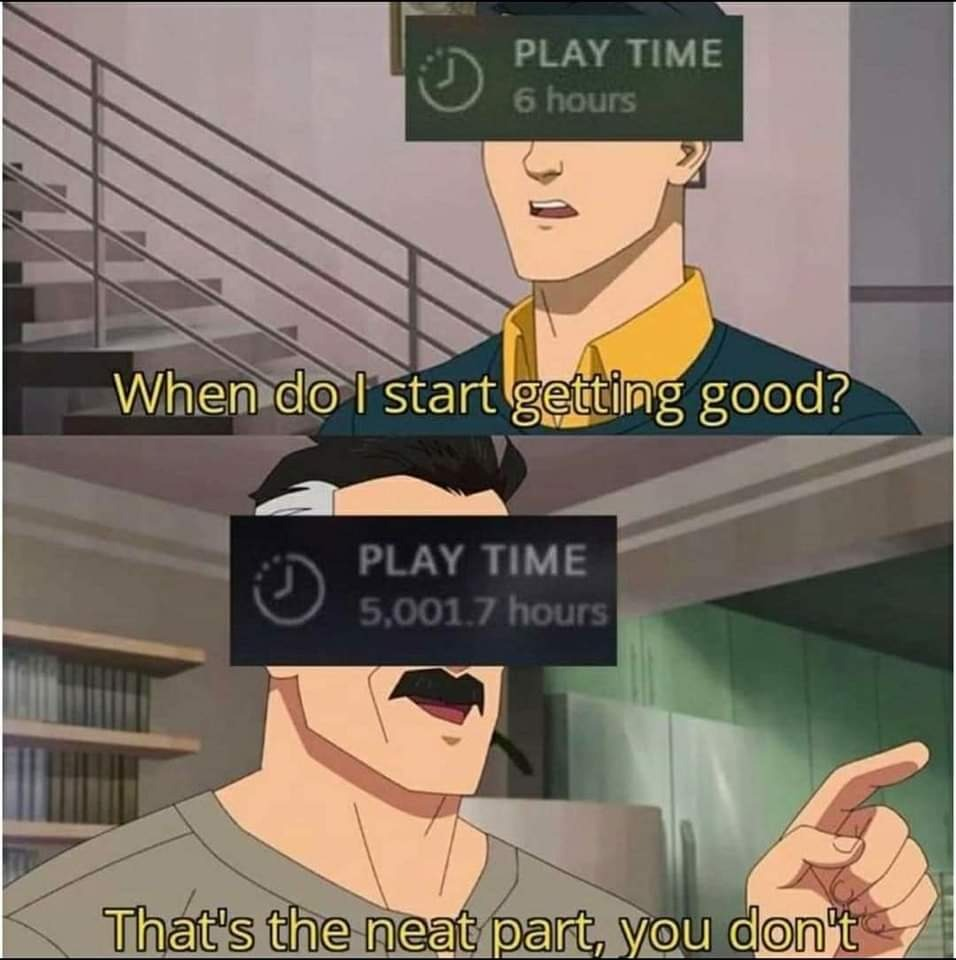 PLAY TIME
6 hours
When do I start getting good?
PLAY TIME
5,001.7 hours
That's the neat part, you don't